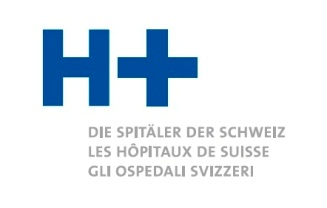 H+
DIE SPITÄLER DER SCHWEIZ
LES HÔPITAUX DE SUISSE
GLI OSPEDALI SVIZZERI